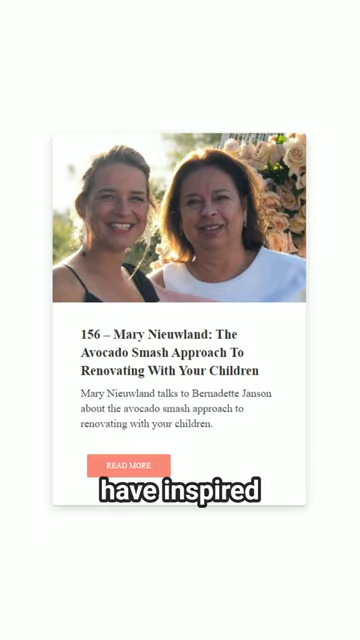 156 – Mary Nieuwland: The
Avocado Smash Approach To
Renovating With Your Children
Mary Nieuwland talks to Bernadette Janson
about the avocado smash approach to
renovating with your children.
READ MORE
have inspired